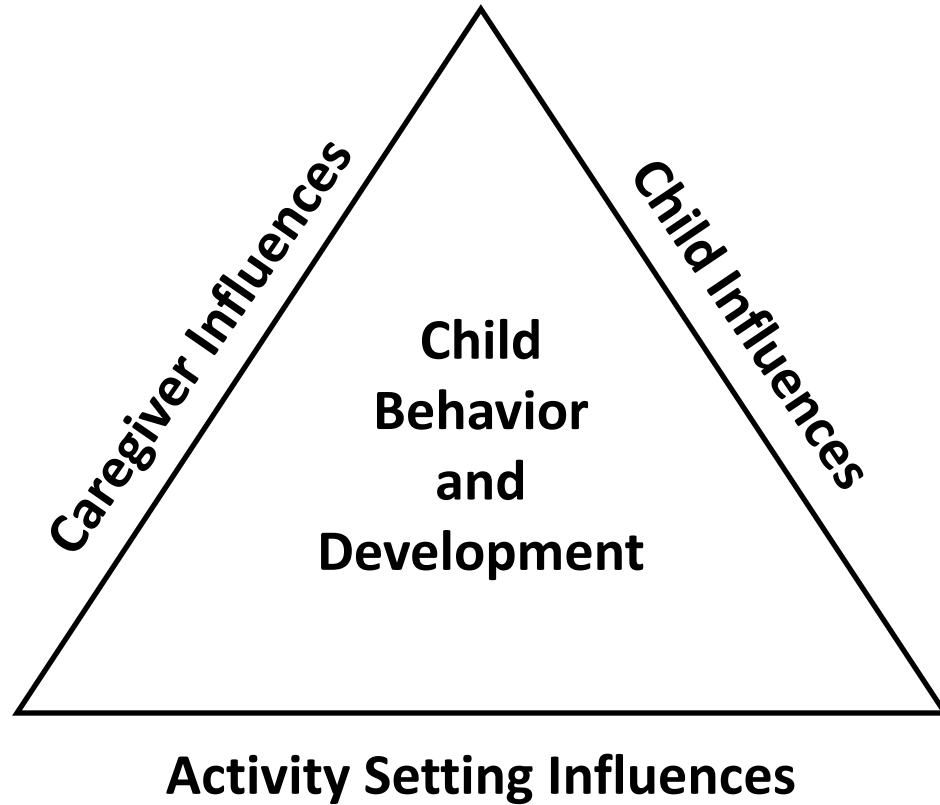 Caregiver Influences
Child Influences
Child
Behavior
and
Development
Activity Setting Influences